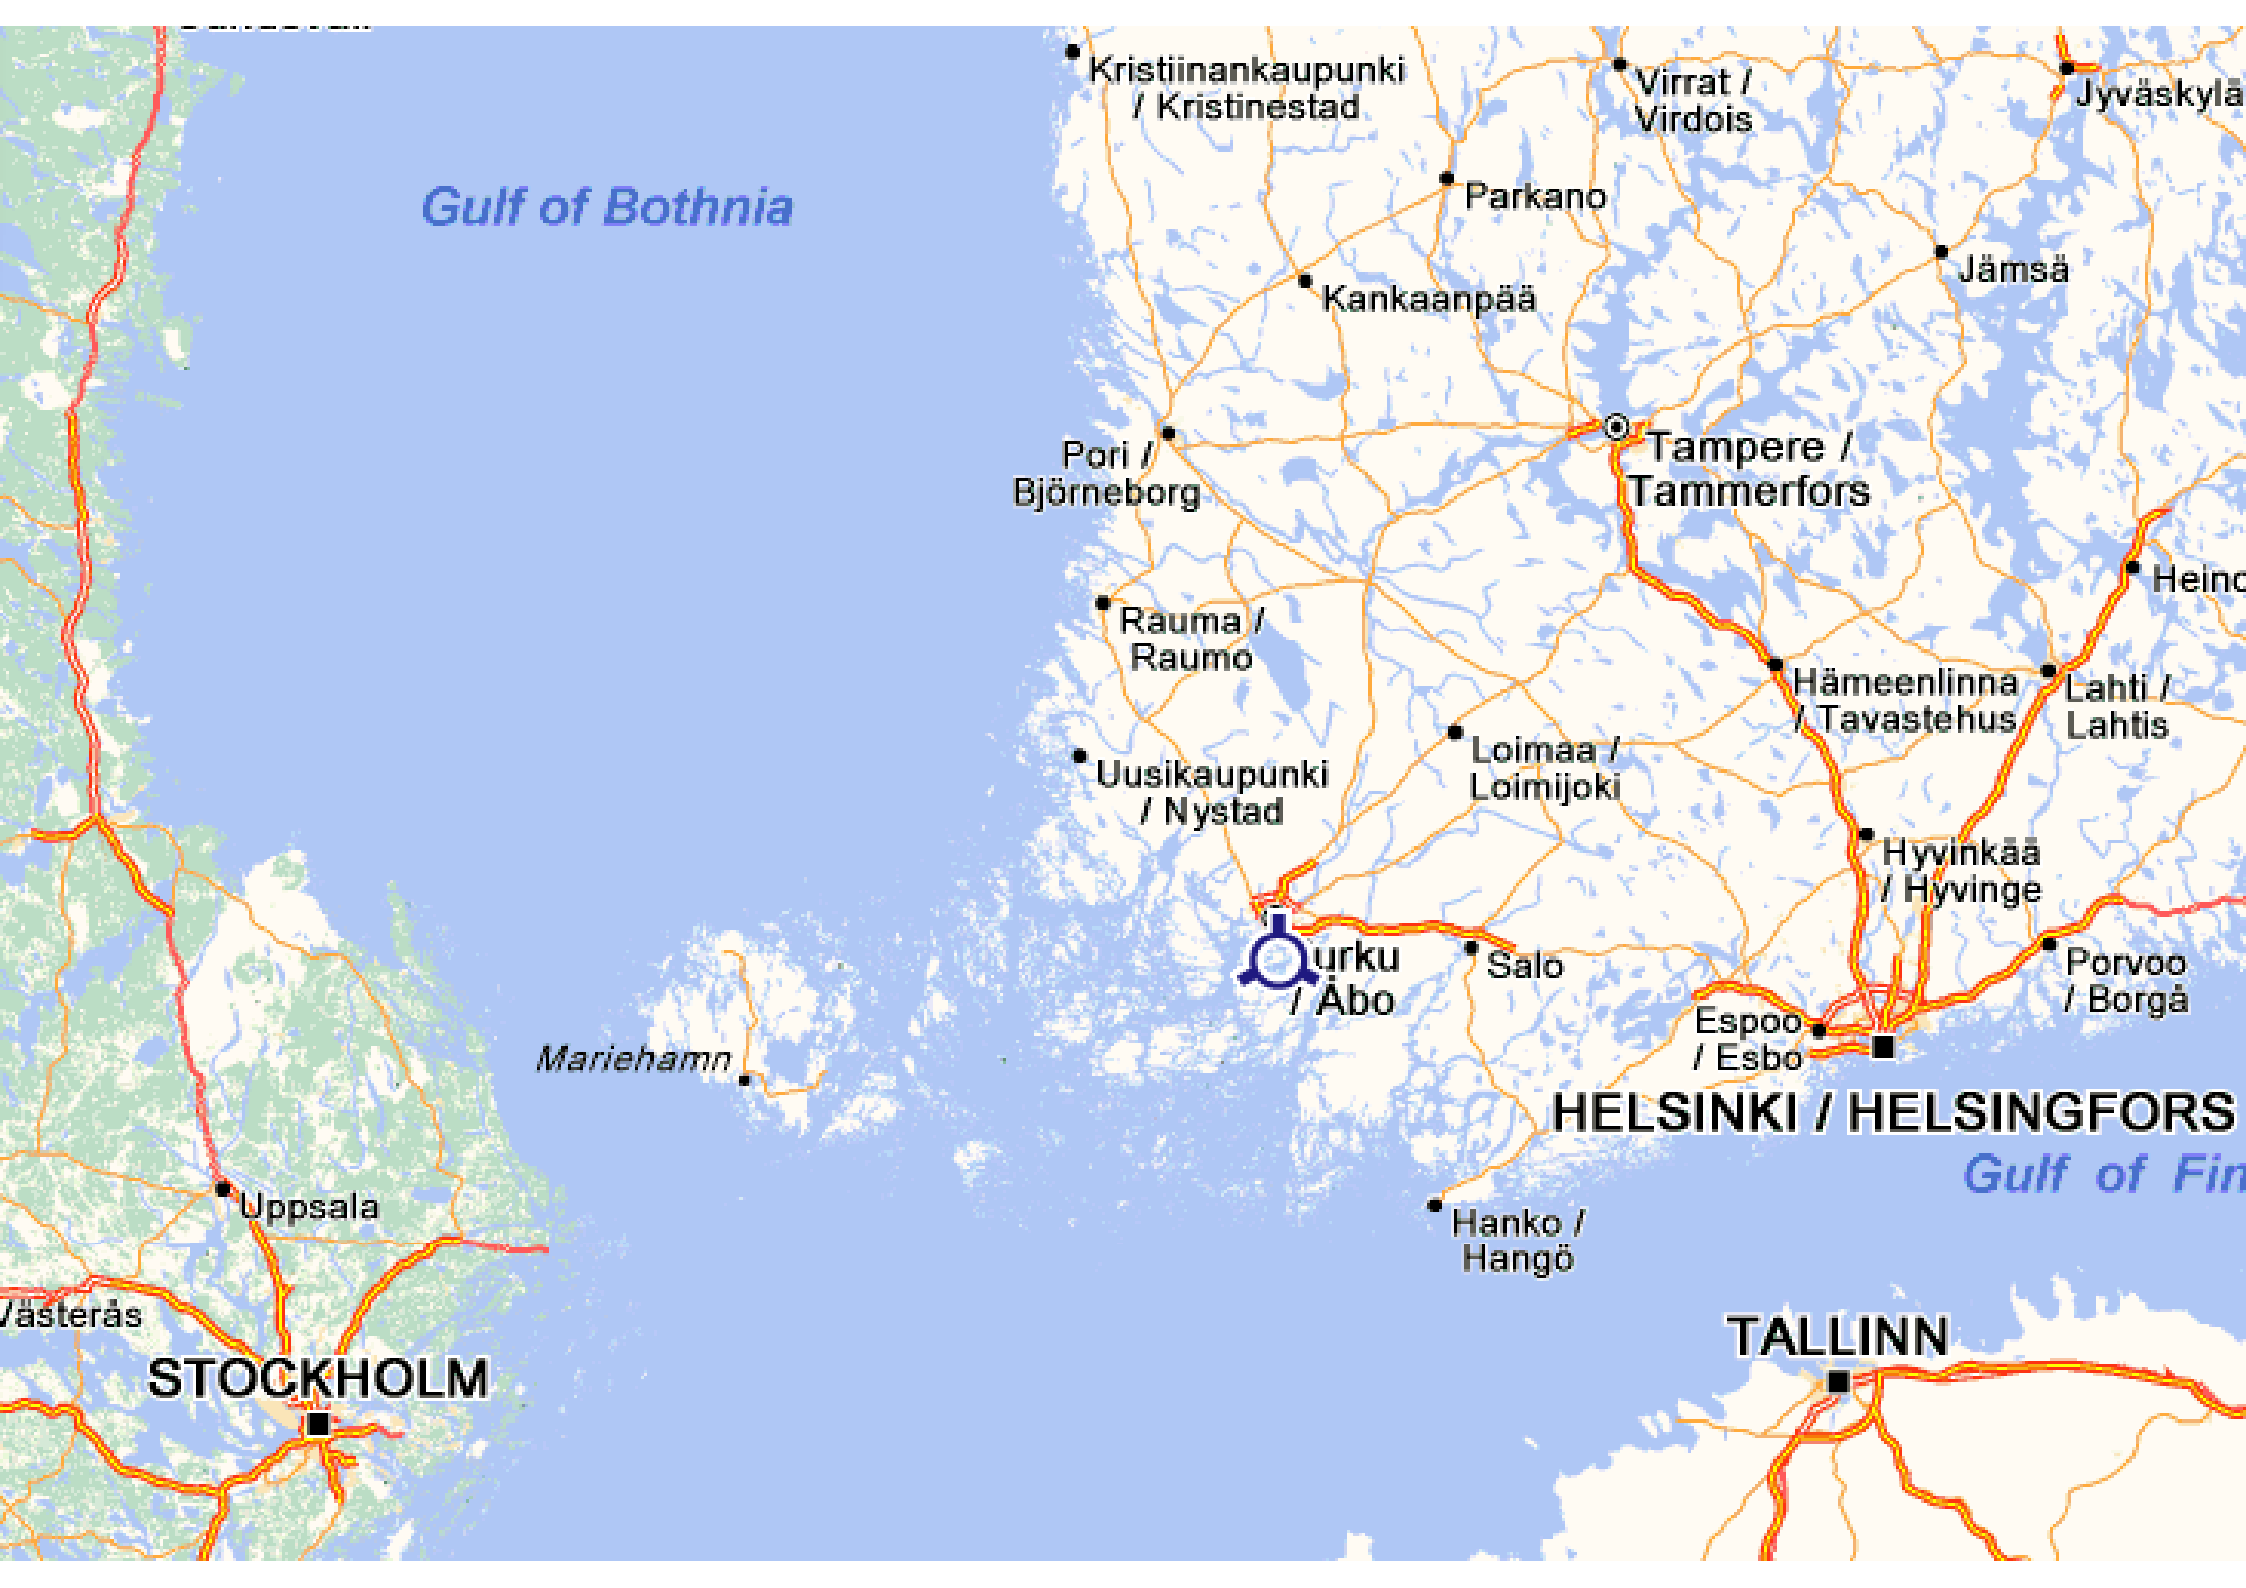 Kristiinankaupunki
/ Kristinestad
Virrat /
Virdois
Jyväskylä
Gulf of Bothnia
Parkano
Jämsä
Kankaanpää
Pori /
Björneborg
Tampere /
Tammerfors
Heino
Rauma /
Raumo
Hämeenlinna
/ Tavastehus
Lahti /
Lahtis
Loimaa /
Loimijoki
Uusikaupunki
/ Nystad
Hyvinkää
/ Hyvinge
urku
/ Åbo
Salo
Porvoo
/ Borgå
Espoo
/ Esbo
Mariehamn
HELSINKI / HELSINGFORS
Gulf of Fin
Uppsala
Hanko /
Hangö
Västerås
TALLINN
STOCKHOLM